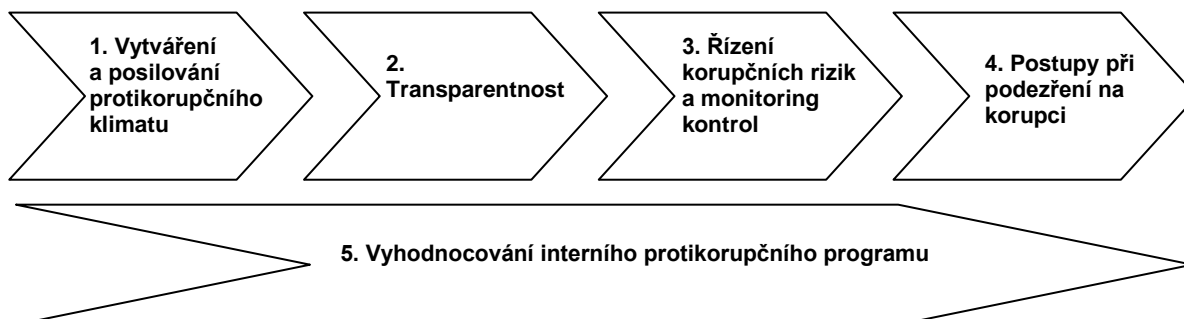 1. Vytváření
a posilování
protikorupčního
klimatu
2.
Transparentnost
3. Řízení
korupčních rizik
a monitoring
kontrol
4. Postupy při
podezření na
korupci
5. Vyhodnocování interního protikorupčního programu